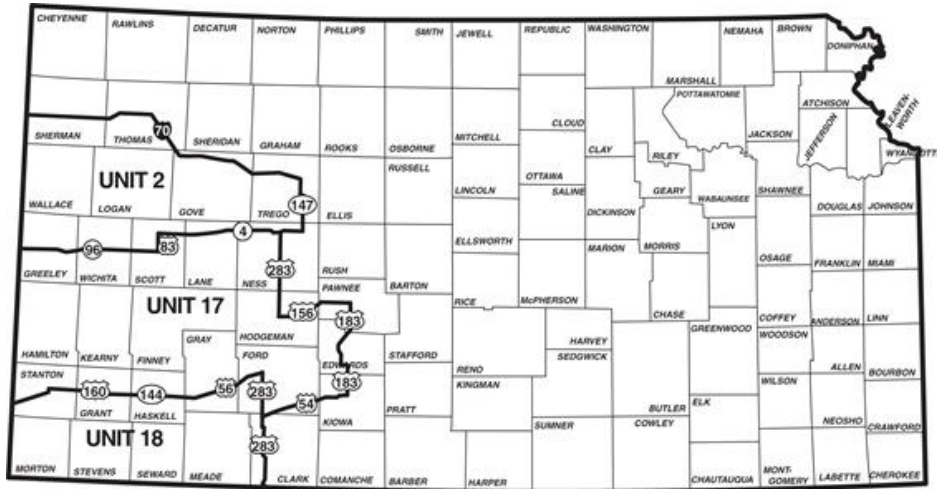 CHEYENNE RAWLINS DECATUR NORTON PHILLIPS SMITH JEWELL REPUBLIC WASHINGTON NEMAHA BROWN
DONIPHAN
MARSHALL
POTTAWATOMIE
ATCHISON
LEAVEN-
WORTH
70
CLOUD
SHERMAN THOMAS SHERIDAN GRAHAM ROOKS OSBORNE MITCHELL CLAY RILEY JACKSON JEFFERSON WYANDOTTE
RUSSELL
UNIT 2
LINCOLN OTTAWA
SALINE GEARY WABAUNSEE SHAWNEE
WALLACE LOGAN GOVE TREGO 147 ELLIS DICKINSON DOUGLAS JOHNSON
LYON
4
96 83 ELLSWORTH MARION MORRIS
OSAGE FRANKLIN MIAMI
283 RUSH
GREELEY WICHITA SCOTT LANE NESS PAWNEE BARTON
RICE McPHERSON
UNIT 17
156 183 CHASE COFFEY ANDERSON LINN
GREENWOOD WOODSON
GRAY HODGEMAN HARVEY
HAMILTON KEARNY FINNEY FORD EDWARDS STAFFORD SEDGWICK
STANTON RENO ALLEN BOURBON
KINGMAN WILSON
160 144 56 283 54 183
GRANT HASKELL PRATT BUTLER ELK
KIOWA SUMNER COWLEY NEOSHO CRAWFORD
UNIT 18
283
MORTON STEVENS SEWARD MEADE CLARK COMANCHE BARBER HARPER CHAUTAUQUA MONT-
GOMERY LABETTE CHEROKEE